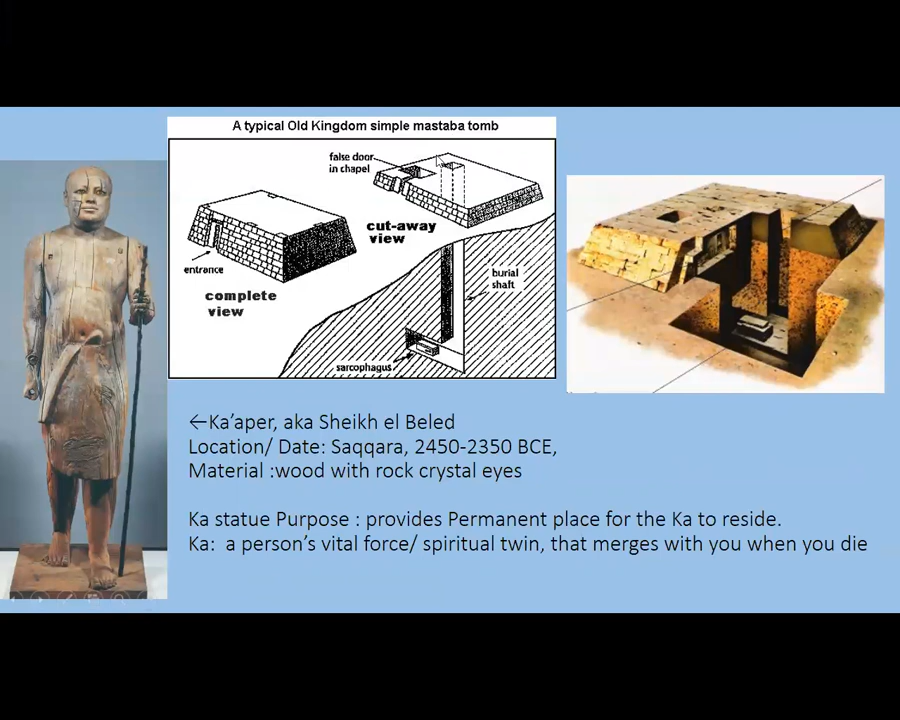 A typical Old Kingdom simple mastaba tomb
false door
in chapel
cut-away
view
entrance
complete
view
burial
shaft
sarcophagus
←Ka’aper, aka Sheikh el Beled
Location/ Date: Saqqara, 2450-2350 BCE,
Material :wood with rock crystal eyes
Ka statue Purpose : provides Permanent place for the Ka to reside.
Ka:  a person’s vital force/ spiritual twin, that merges with you when you die